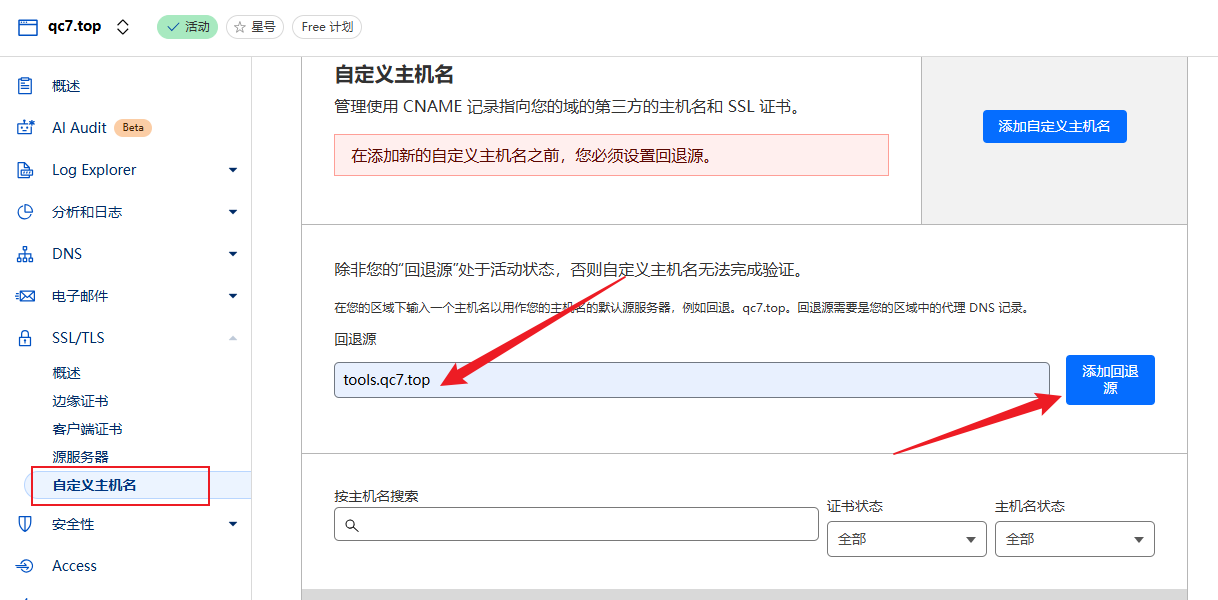 qc7.top
活动
星号
Free 计划
概述
AI Audit
Beta
Log Explorer
分析和日志
DNS
电子邮件
SSL/TLS
概述
边缘证书
客户端证书
源服务器
自定义主机名
安全性
Access
自定义主机名
管理使用 CNAME 记录指向您的域的第三方的主机名和 SSL 证书。
在添加新的自定义主机名之前，您必须设置回退源。
添加自定义主机名
除非您的“回退源”处于活动状态，否则自定义主机名无法完成验证。
在您的区域下输入一个主机名以用作您的主机名的默认源服务器，例如回退。qc7.top。回退源需要是您的区域中的代理 DNS 记录。
回退源
tools.qc7.top
添加回退
源
按主机名搜索
证书状态
全部
主机名状态
全部